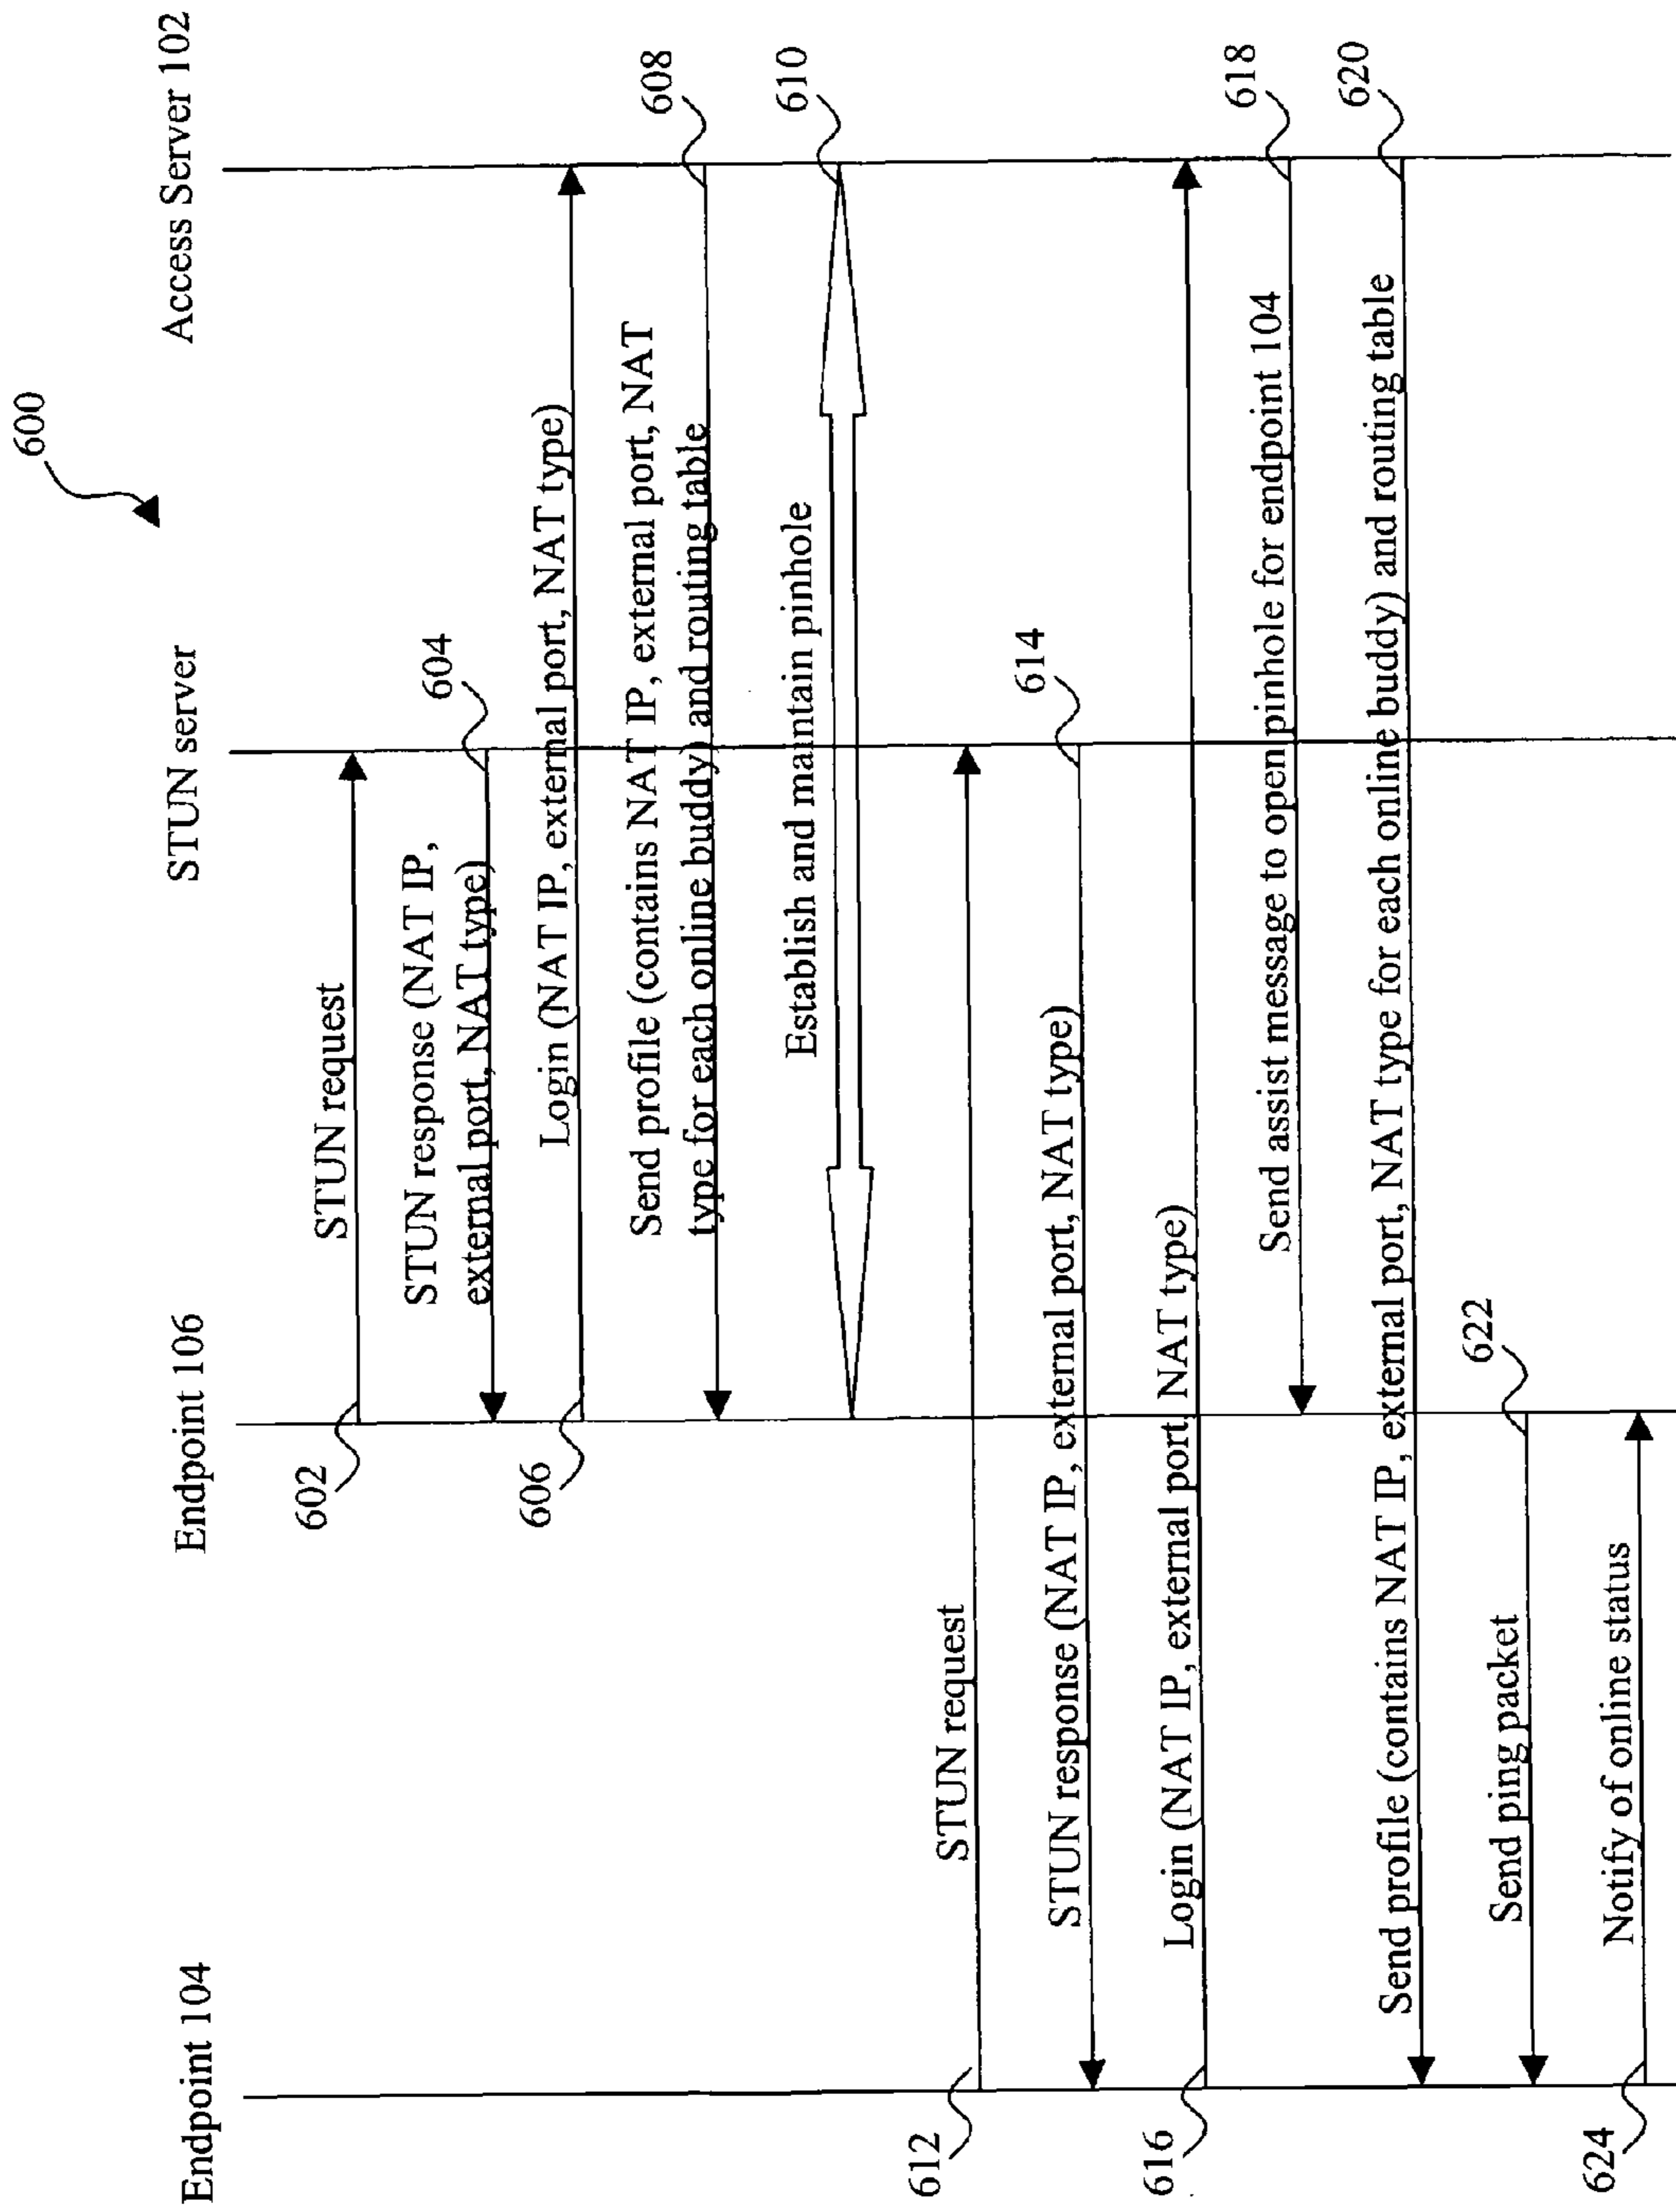 600
Endpoint 104
Endpoint 106
STUN server
Access Server 102
602
STUN request
STUN response (NAT IP,
external port, NAT type)
604
606
Login (NAT IP, external port, NAT type)
Send profile (contains NAT IP, external port, NAT
type for each online buddy) and routing table
608
Establish and maintain pinhole
610
612
STUN request
STUN response (NAT IP, external port, NAT type)
614
616
Login (NAT IP, external port, NAT type)
Send assist message to open pinhole for endpoint 104
618
Send profile (contains NAT IP, external port, NAT type for each online buddy) and routing table
620
Send ping packet
622
624
Notify of online status